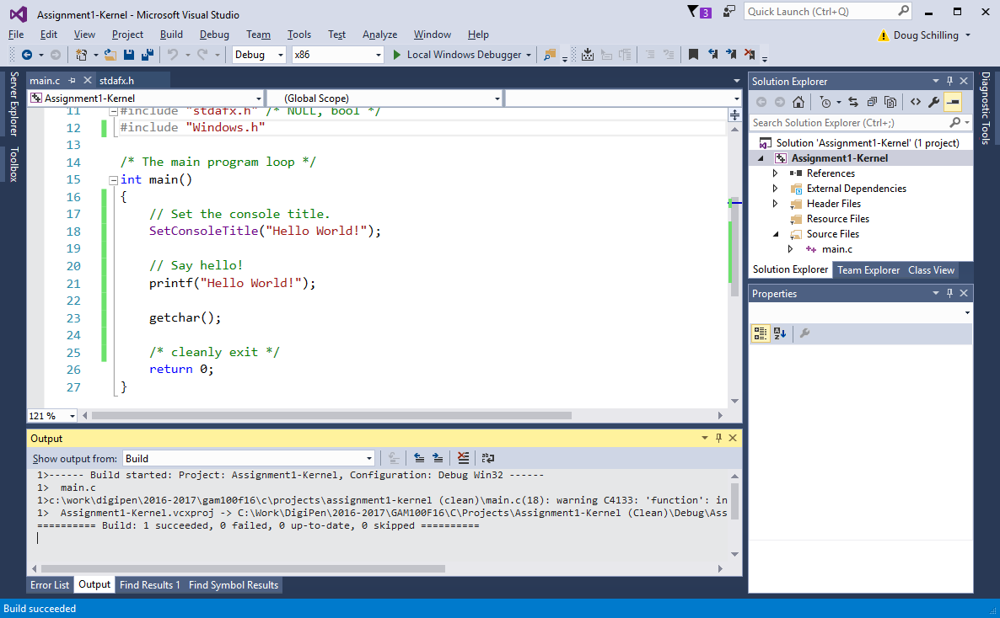 Assignment1-Kernel - Microsoft Visual Studio
3
Quick Launch (Ctrl+Q)
File Edit View Project Build Debug Team Tools Test Analyze Window Help
Doug Schilling
Debug x86 Local Windows Debugger
Server Explorer
Toolbox
main.c stdafx.h
Assignment1-Kernel (Global Scope)
11 #include "stdafx.h" /* NULL, bool */
12 #include "Windows.h"
13
14 /* The main program loop */
15 int main()
16 {
17 // Set the console title.
18 SetConsoleTitle("Hello World!");
19
20 // Say hello!
21 printf("Hello World!");
22
23 getchar();
24
25 /* cleanly exit */
26 return 0;
27 }
121 %
Output
Show output from: Build
1>------ Build started: Project: Assignment1-Kernel, Configuration: Debug Win32 ------
1> main.c
1>c:\work\digipen\2016-2017\gam100f16\c\projects\assignment1-kernel (clean)\main.c(18): warning C4133: 'function': in
1> Assignment1-Kernel.vcxproj -> C:\Work\DigiPen\2016-2017\GAM100F16\C\Projects\Assignment1-Kernel (Clean)\Debug\Ass
========== Build: 1 succeeded, 0 failed, 0 up-to-date, 0 skipped ==========
Error List Output Find Results 1 Find Symbol Results
Build succeeded
Solution Explorer
Search Solution Explorer (Ctrl+;)
Solution 'Assignment1-Kernel' (1 project)
Assignment1-Kernel
References
External Dependencies
Header Files
Resource Files
Source Files
main.c
Solution Explorer Team Explorer Class View
Properties
Diagnostic Tools